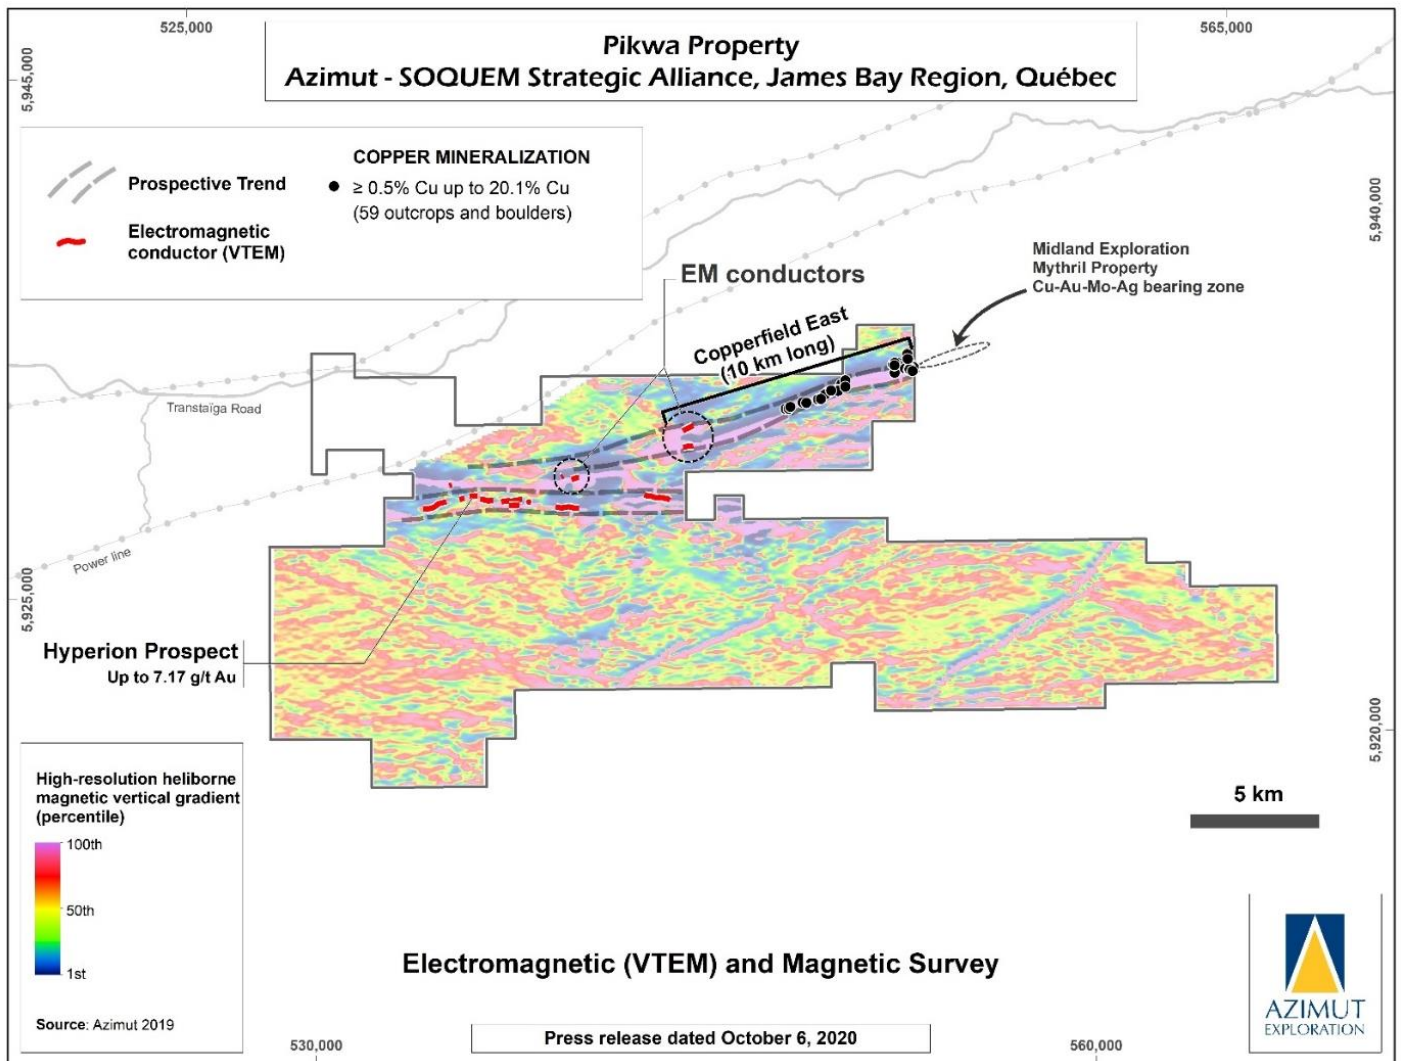 525,000
565,000
Pikwa Property
Azimut - SOQUEM Strategic Alliance, James Bay Region, Québec
5,945,000
5,940,000
COPPER MINERALIZATION
Prospective Trend
≥ 0.5% Cu up to 20.1% Cu
(59 outcrops and boulders)
Electromagnetic
conductor (VTEM)
Midland Exploration
Mythril Property
Cu-Au-Mo-Ag bearing zone
EM conductors
Copperfield East
(10 km long)
Transtaïga Road
Power line
5,925,000
Hyperion Prospect
Up to 7.17 g/t Au
5,920,000
High-resolution heliborne
magnetic vertical gradient
(percentile)
100th
50th
1st
Source: Azimut 2019
5 km
Electromagnetic (VTEM) and Magnetic Survey
AZIMUT
EXPLORATION
Press release dated October 6, 2020
530,000
560,000